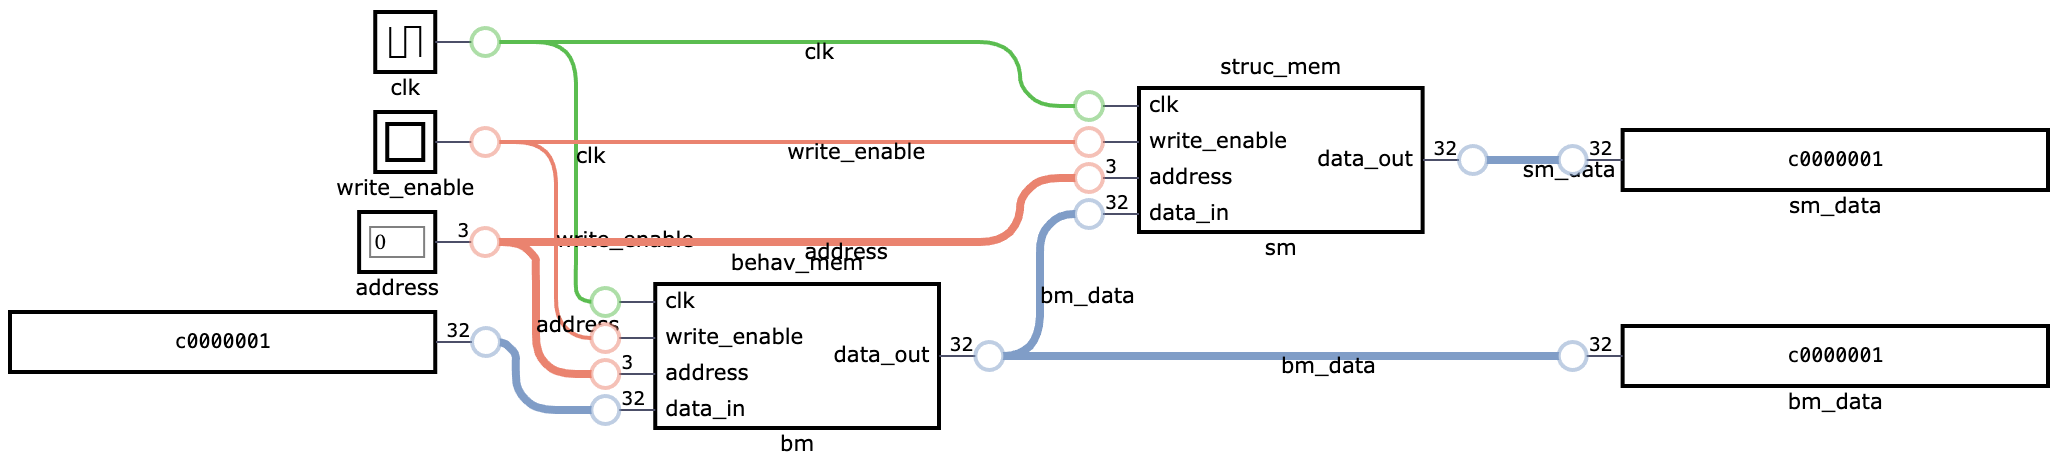 clk
clk
struc_mem
clk
write_enable
address
data_in
data_out
3
32
32
32
sm_data
c0000001
sm_data
sm
write_enable
clk
write_enable
0
3
address
write_enable
address
behav_mem
bm_data
c0000001
32
address
clk
write_enable
address
data_in
data_out
3
32
32
bm
bm_data
32
c0000001
bm_data